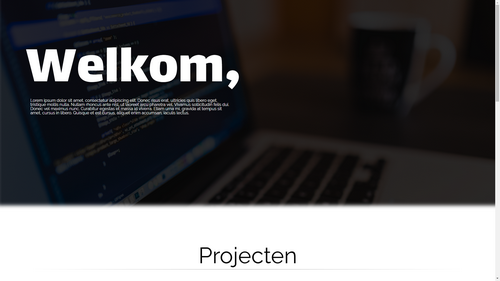 Welkom,
Lorem ipsum dolor sit amet, consectetur adipiscing elit. Donec risus erat, ultricies quis libero eget,
tristique mollis nulla. Nullam rhoncus ante nisl, ut laoreet arcu pharetra vel. Vivamus sollicitudin felis dui.
Donec vel maximus nunc. Curabitur egestas et massa id viverra. Etiam urna mi, gravida at tempus sit
amet, cursus in libero. Quisque et est cursus, aliquet enim accumsan, iaculis lectus.
Projecten